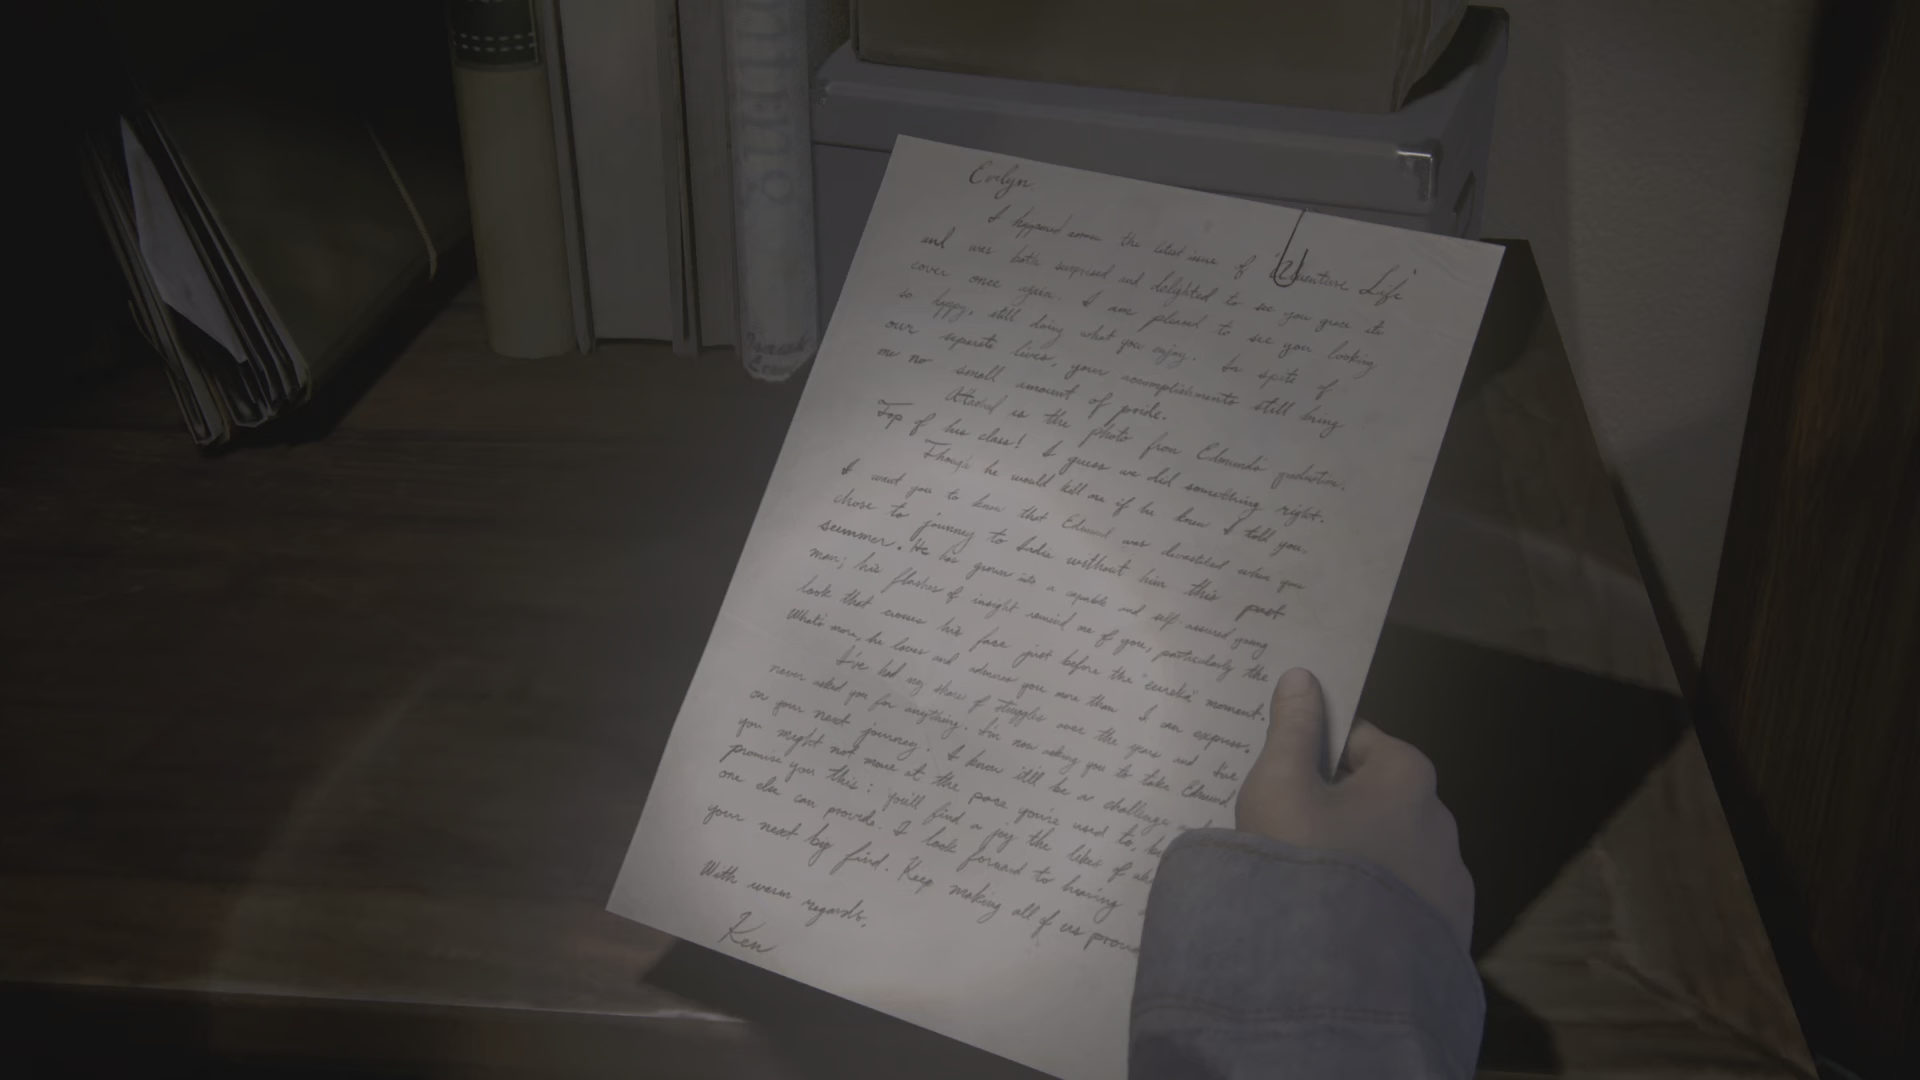 Evelyn,
I happened across the latest issue of "Adventure Life"
and was both surprised and delighted to see you grace its
cover once again. I am pleased to see you looking
so happy, still doing what you enjoy. In spite of
our separate lives, your accomplishments still bring
me no small amount of pride.
Attached is the photo from Edmund's graduation.
Top of his class! I guess we did something right.
Though he would kill me if he knew I told you,
I want you to know that Edmund was devastated when you
chose to journey to India without him this past
summer. He has grown into a capable and self-assured young
man; his flashes of insight remind me of you, particularly the
look that crosses his face just before the "eureka" moment.
What's more, he loves and admires you more than I can express.
I've had my share of struggles over the years and I've
never asked you for anything. I'm now asking you to take Edmund
on your next journey. I know it'll be a challenge
you might not move at the pace you're used to,
promise you this: you'll find a joy the likes of
one else can provide. I look forward to hearing
your next big find. Keep making all of us proud
With warm regards,
Ken